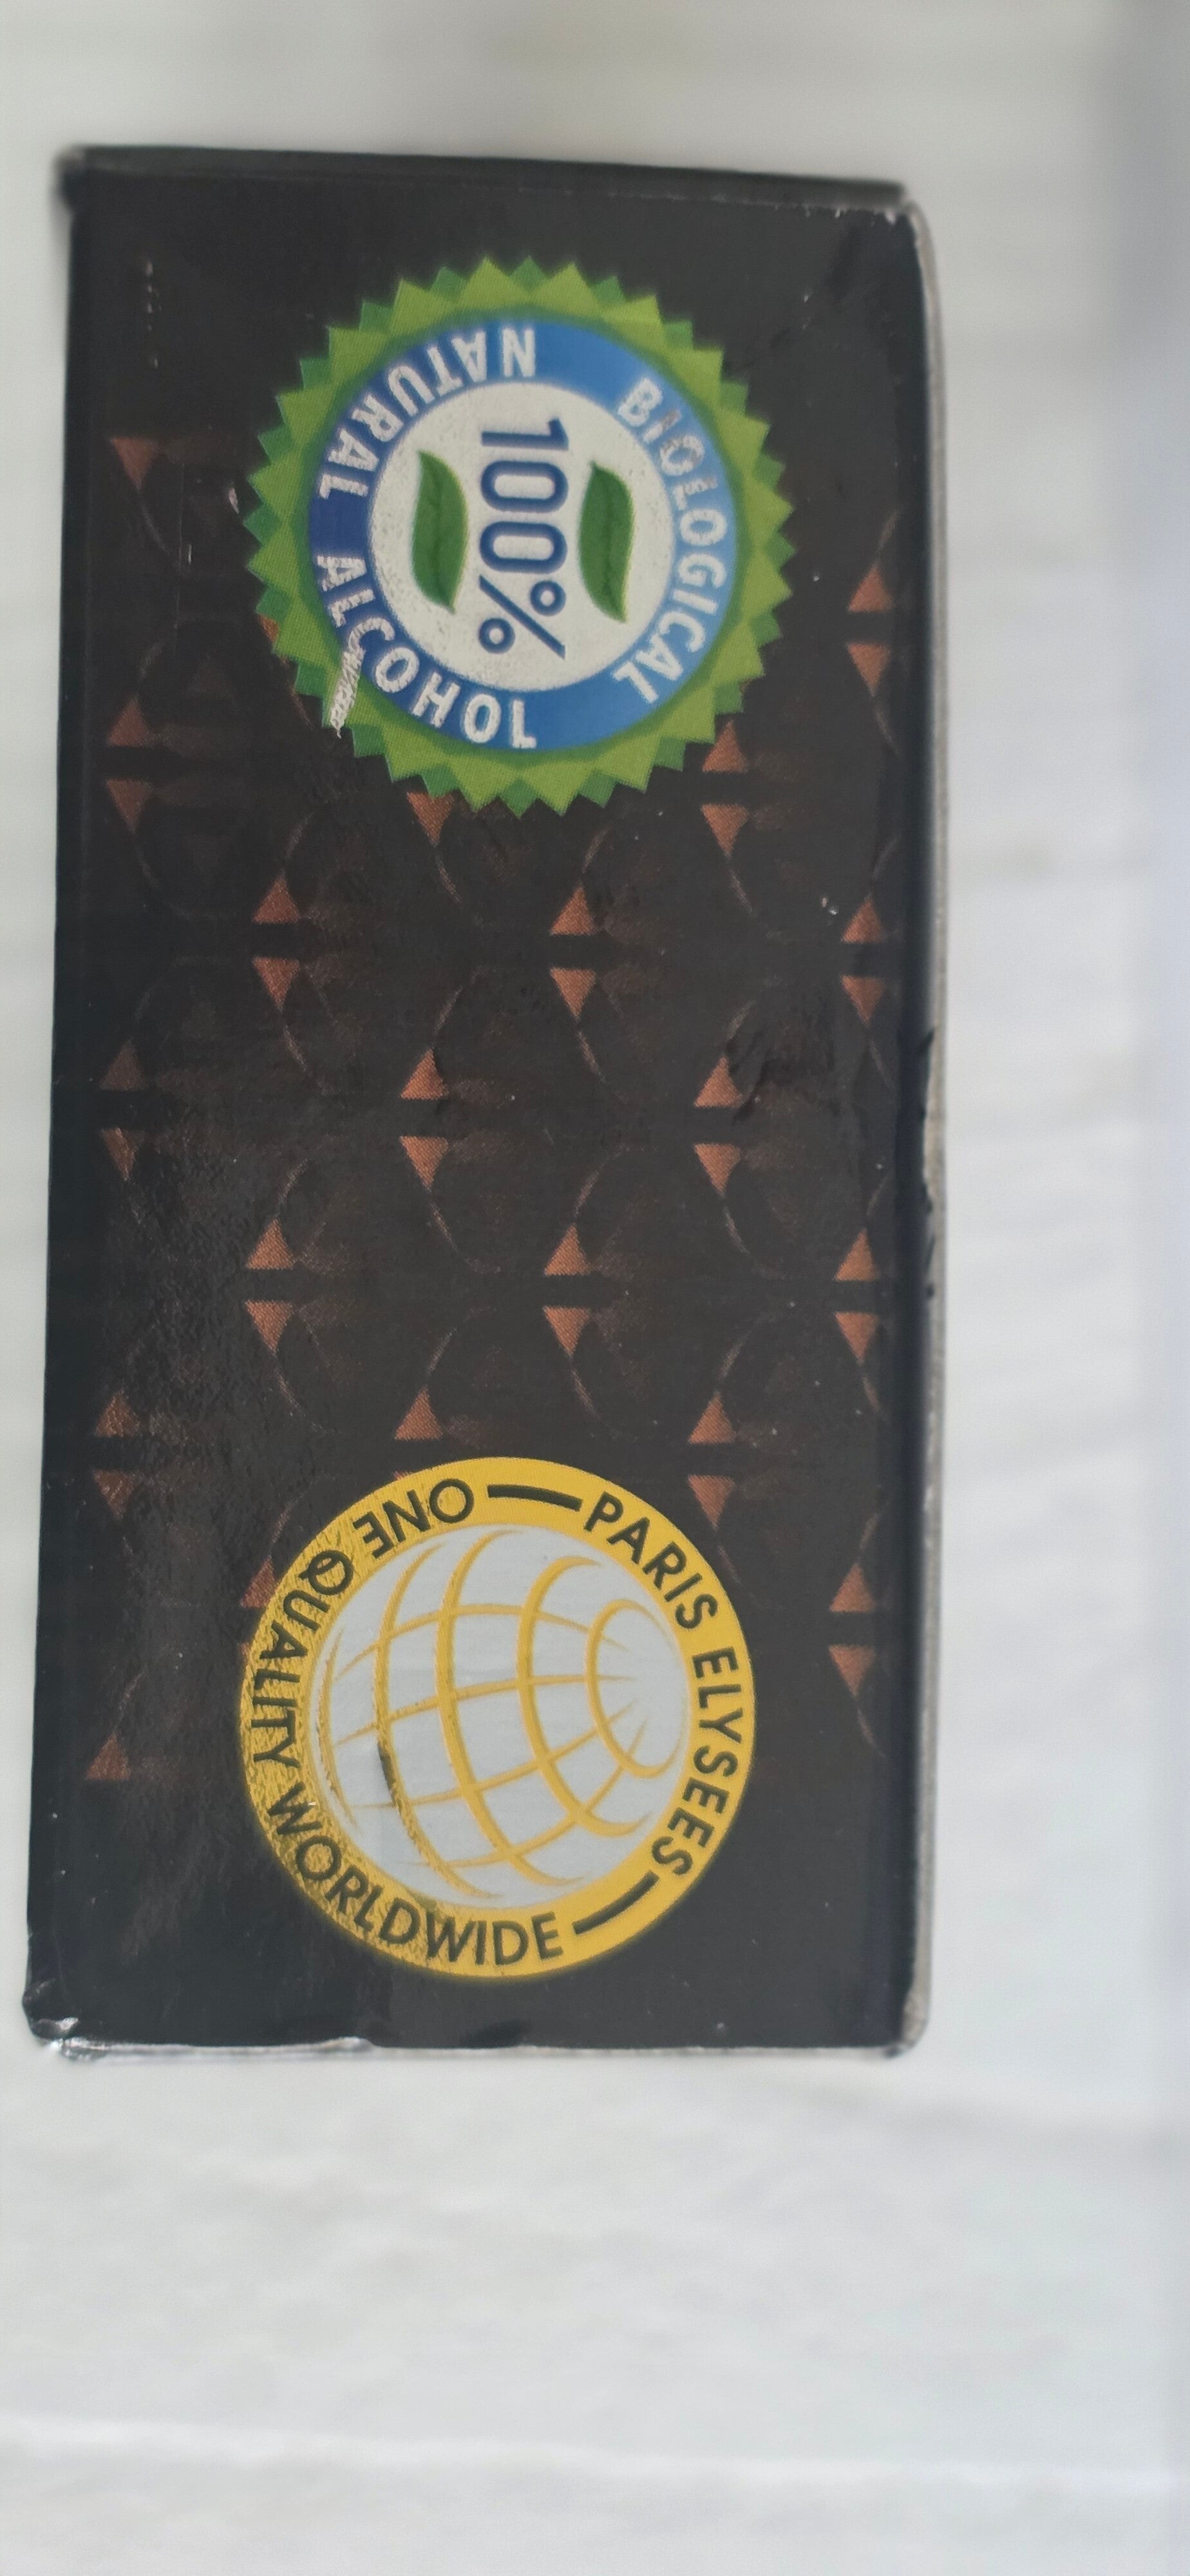 BIOLOGICAL
100%
NATURAL ALCOHOL
PARIS ELYSEES
ONE QUALITY WORLDWIDE